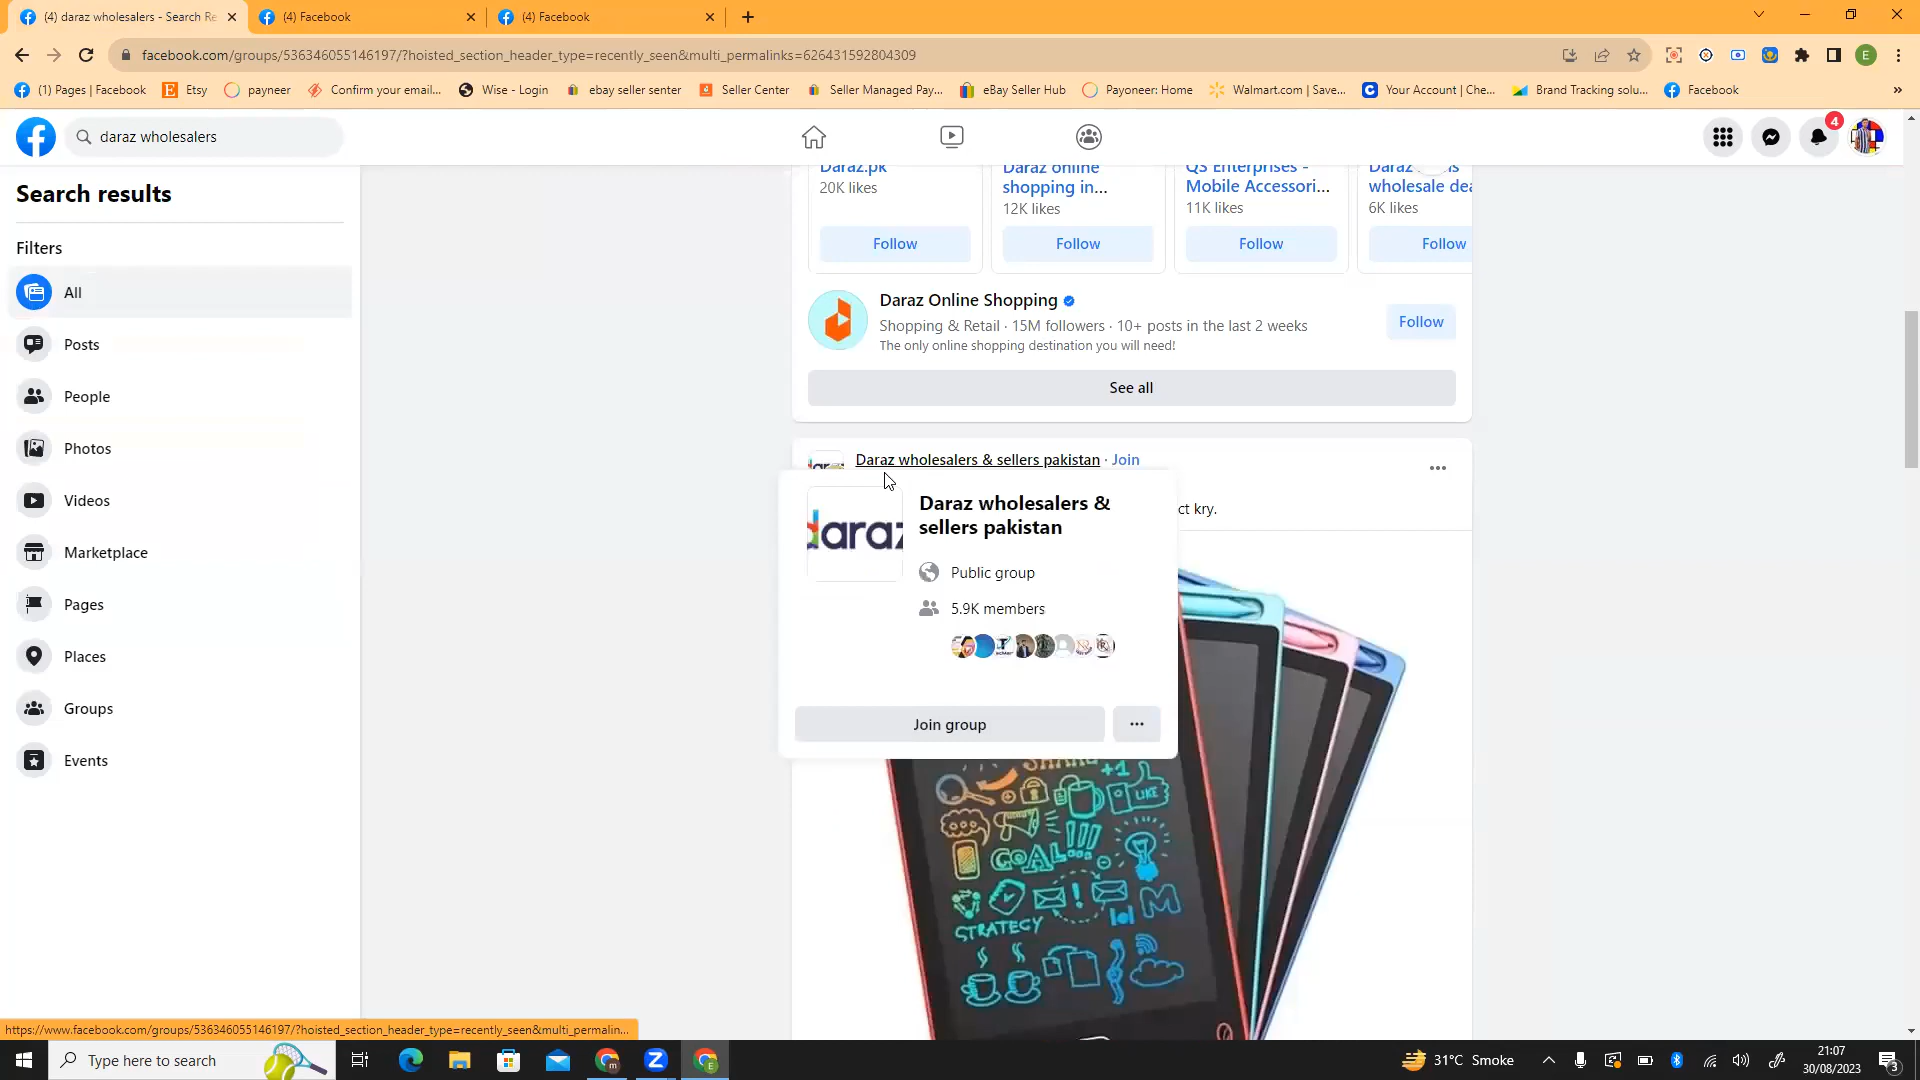 (4) daraz wholesalers - Search Re
(4) Facebook
(4) Facebook
facebook.com/groups/536346055146197/?hoisted_section_header_type=recently_seen&multi_permalinks=626431592804309
E
(1) Pages | Facebook
Etsy
payneer
Confirm your email...
Wise - Login
ebay seller senter
Seller Center
Seller Managed Pay...
eBay Seller Hub
Payoneer: Home
Walmart.com | Save...
Your Account | Che...
Brand Tracking solu...
Facebook
»
daraz wholesalers
4
Search results
Filters
All
Posts
People
Photos
Videos
Marketplace
Pages
Places
Groups
Events
Daraz.pk
20K likes
Follow
Daraz online
shopping in...
12K likes
Follow
QS Enterprises -
Mobile Accessori...
11K likes
Follow
wholesale dea
6K likes
Follow
Daraz Online Shopping
Shopping & Retail · 15M followers · 10+ posts in the last 2 weeks
The only online shopping destination you will need!
Follow
See all
Daraz wholesalers & sellers pakistan · Join
ct kry.
daraz
Daraz wholesalers &
sellers pakistan
Public group
5.9K members
Join group
SHARE
+1
LIKE
GOAL
STRATEGY
https://www.facebook.com/groups/536346055146197/?hoisted_section_header_type=recently_seen&multi_permalin...
Type here to search
31°C Smoke
21:07
30/08/2023
3